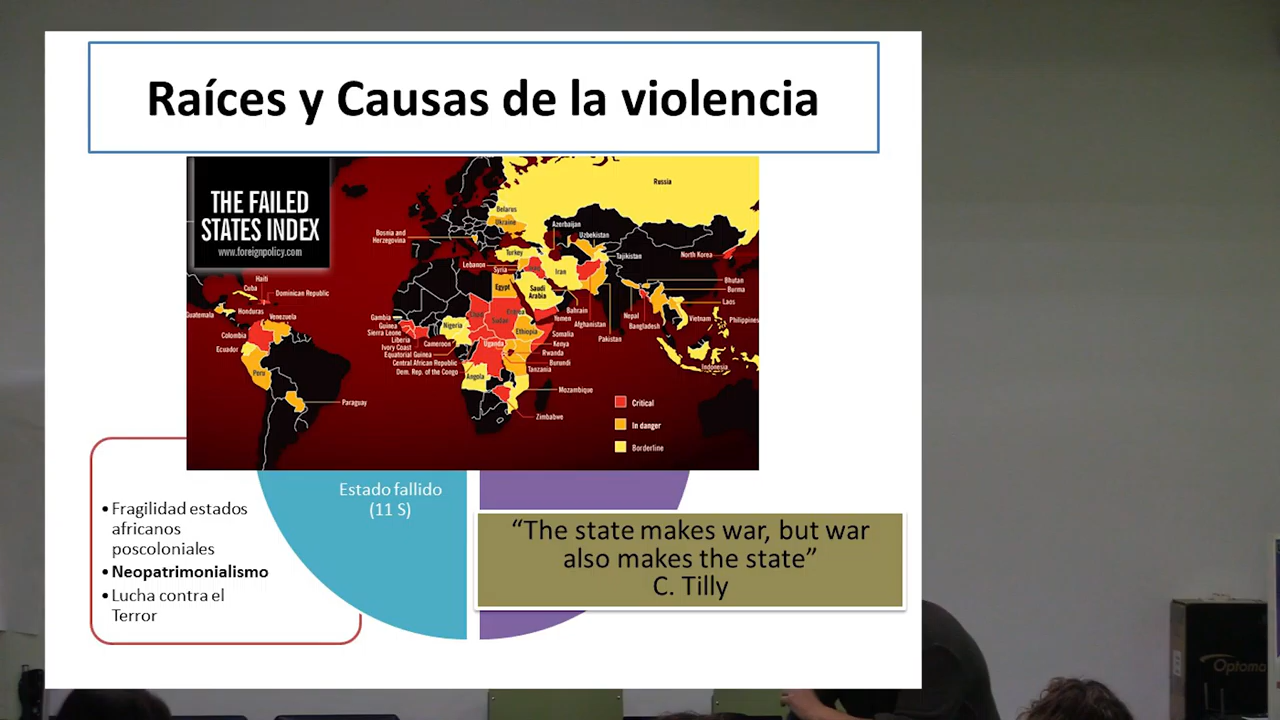 Raíces y Causas de la violencia
THE FAILED
STATES INDEX
www.foreignpolicy.com
Russia
Belarus
Ukraine
Bosnia and
Herzegovina
Azerbaijan
Uzbekistan
Turkey
Tajikistan
North Korea
Lebanon
Syria
Iran
Haiti
Cuba
Dominican Republic
Egypt
Saudi
Arabia
Bhutan
Burma
Honduras
Guatemala
Venezuela
Laos
Bahrain
Yemen
Nepal
Vietnam
Philippines
Gambia
Guinea
Sierra Leone
Chad
Sudan
Eritrea
Afghanistan
Bangladesh
Nigeria
Colombia
Liberia
Ivory Coast
Cameroon
Ethiopia
Somalia
Kenya
Pakistan
Uganda
Ecuador
Equatorial Guinea
Rwanda
Central African Republic
Burundi
Peru
Dem. Rep. of the Congo
Angola
Tanzania
Indonesia
Mozambique
Paraguay
Zimbabwe
Critical
In danger
Borderline
Estado fallido
(11 S)
• Fragilidad estados
africanos
poscoloniales
• Neopatrimonialismo
• Lucha contra el
Terror
“The state makes war, but war
also makes the state”
C. Tilly
Optoma